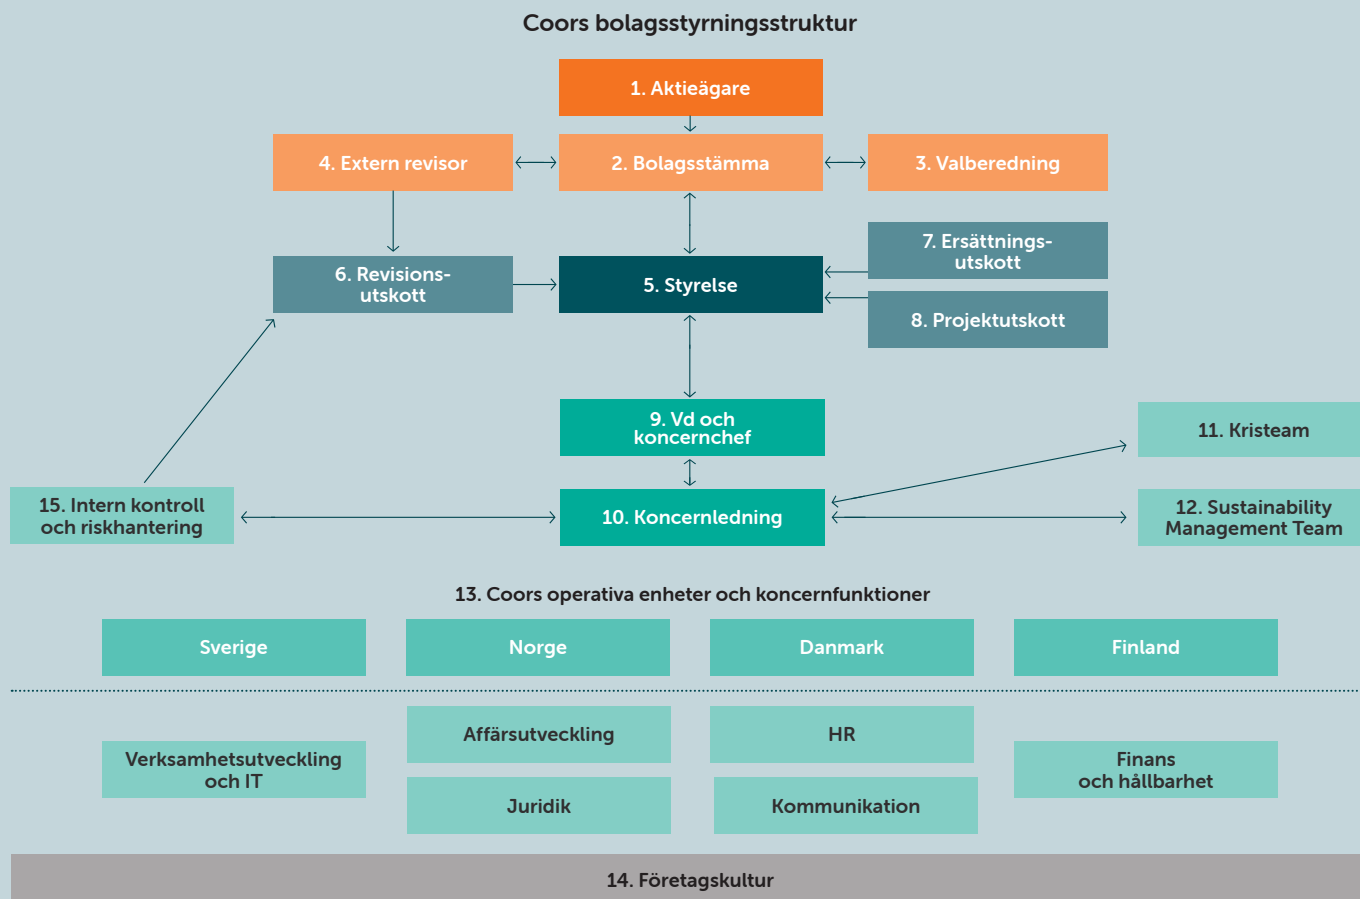 Coors bolagsstyrningsstruktur
1. Aktieägare
4. Extern revisor
2. Bolagsstämma
3. Valberedning
7. Ersättnings-
utskott
6. Revisions-
utskott
5. Styrelse
8. Projektutskott
9. Vd och
koncernchef
11. Kristeam
15. Intern kontroll
och riskhantering
10. Koncernledning
12. Sustainability
Management Team
13. Coors operativa enheter och koncernfunktioner
Sverige
Norge
Danmark
Finland
Verksamhetsutveckling
och IT
Affärsutveckling
HR
Finans
och hållbarhet
Juridik
Kommunikation
14. Företagskultur